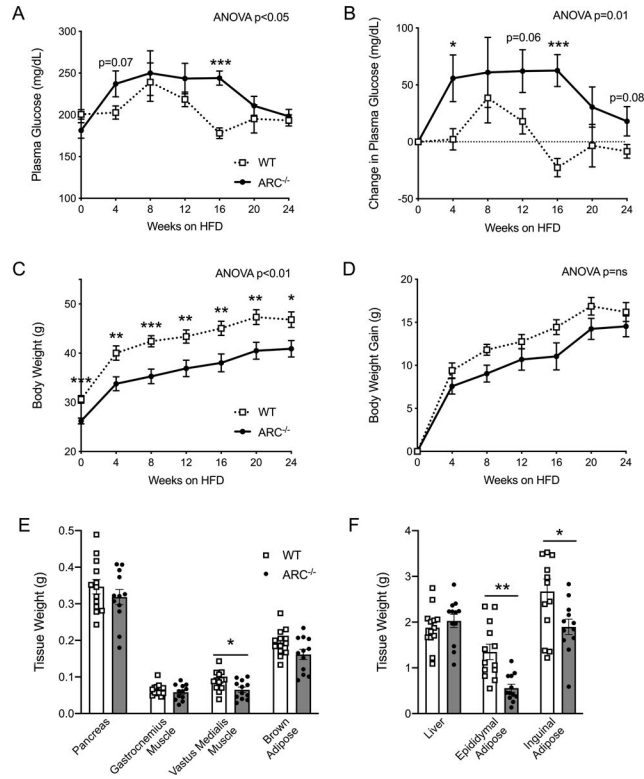 A
ANOVA p<0.05
Plasma Glucose (mg/dL)
300
250
200
150
100
p=0.07
***
WT
ARC-/-
0 4 8 12 16 20 24
Weeks on HFD
B
ANOVA p=0.01
Change in Plasma Glucose (mg/dL)
100
50
0
-50
*
p=0.06
***
p=0.08
0 4 8 12 16 20 24
Weeks on HFD
C
ANOVA p<0.01
Body Weight (g)
60
50
40
30
20
***
**
***
**
**
**
*
WT
ARC-/-
0 4 8 12 16 20 24
Weeks on HFD
D
ANOVA p=ns
Body Weight Gain (g)
20
15
10
5
0
0 4 8 12 16 20 24
Weeks on HFD
E
Tissue Weight (g)
0.5
0.4
0.3
0.2
0.1
0.0
WT
ARC-/-
*
Pancreas
Gastrocnemius
Muscle
Vastus Medialis
Muscle
Brown
Adipose
F
Tissue Weight (g)
4
3
2
1
0
**
*
Liver
Epididymal
Adipose
Inguinal
Adipose